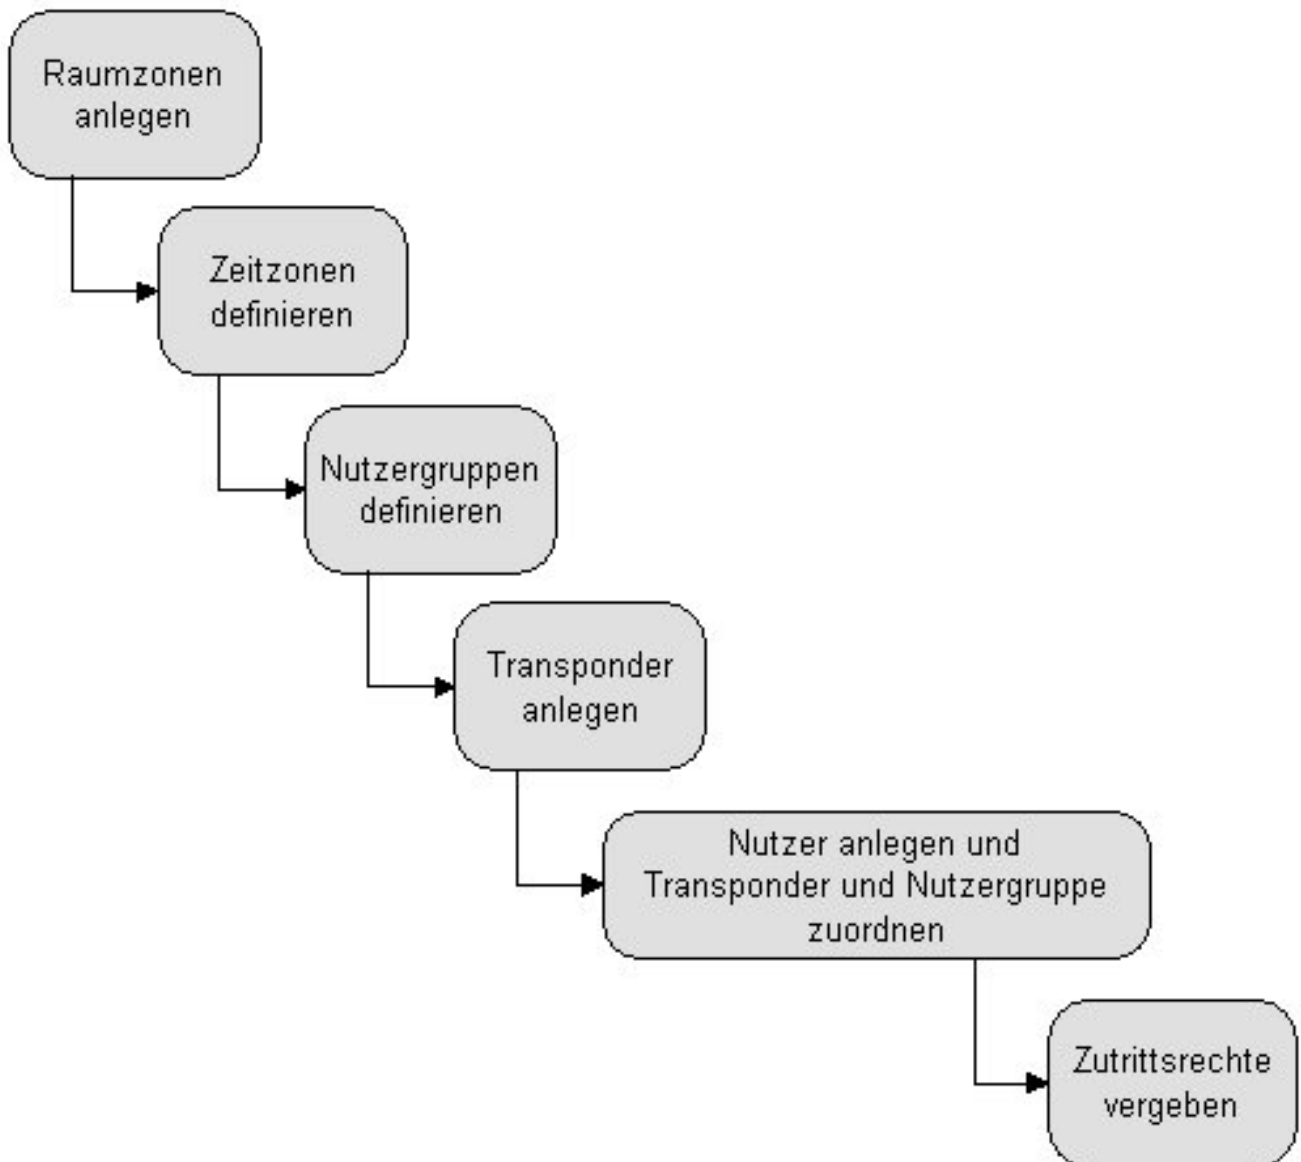 Raumzonen
anlegen
Zeitzonen
definieren
Nutzergruppen
definieren
Transponder
anlegen
Nutzer anlegen und
Transponder und Nutzergruppe
zuordnen
Zutrittsrechte
vergeben